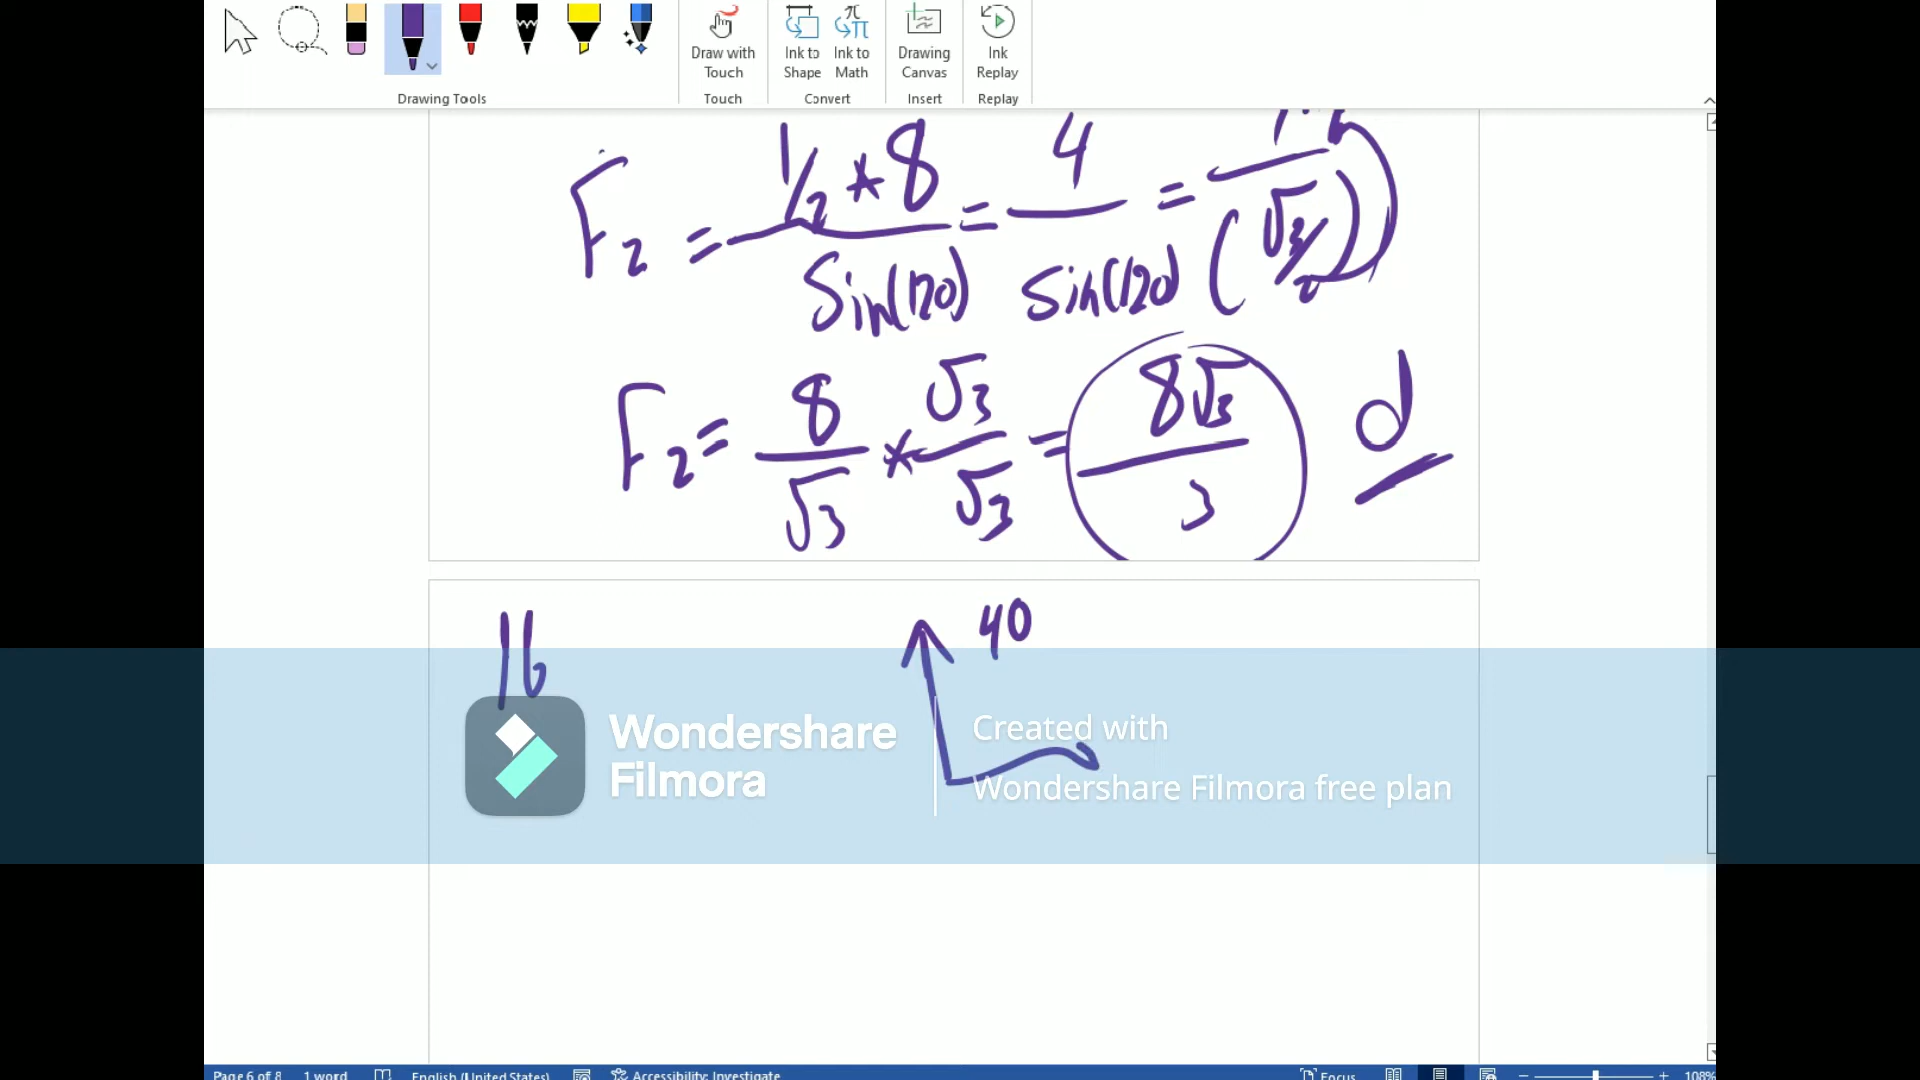 Draw with Touch
Ink to Shape
Ink to Math
Drawing Canvas
Ink Replay
Drawing Tools
Touch
Convert
Insert
Replay
F₂ = 1/2 * 8 / Sin(120) = 4 / Sin(120) = / (√3/2)
F₂ = 8/√3 * √3/√3 = 8√3/3 d
16
40
Wondershare Filmora
Created with
Wondershare Filmora free plan
Page 6 of 8 1 word English (United States) Accessibility: Investigate Focus 108%